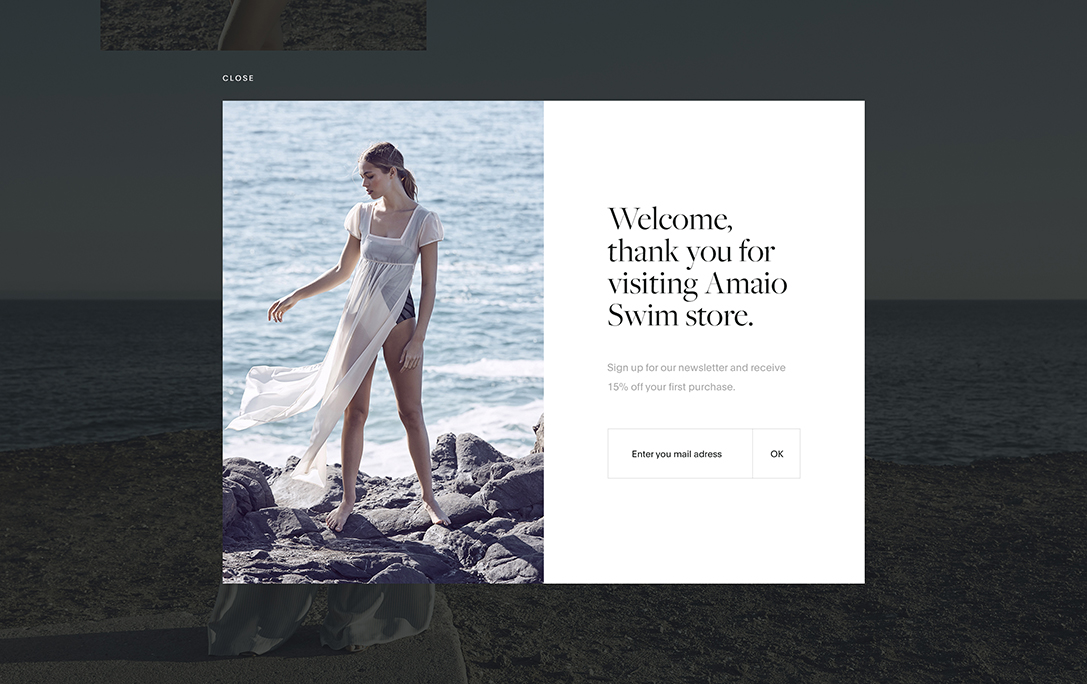 CLOSE
Welcome,
thank you for
visiting Amaio
Swim store.
Sign up for our newsletter and receive
15% off your first purchase.
Enter you mail adress
OK